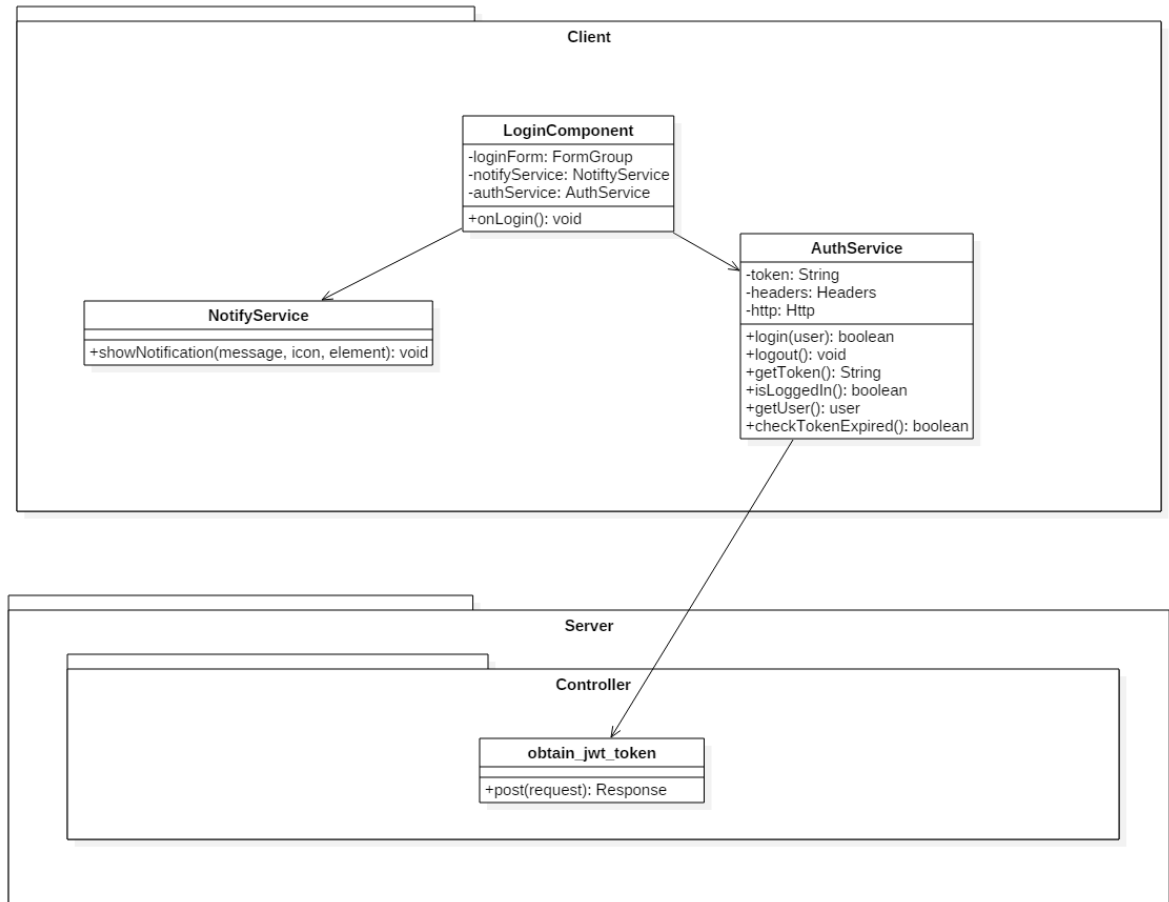 Client
LoginComponent
-loginForm: FormGroup
-notifyService: NotiftyService
-authService: AuthService
+onLogin(): void
AuthService
-token: String
-headers: Headers
-http: Http
+login(user): boolean
+logout(): void
+getToken(): String
+isLoggedIn(): boolean
+getUser(): user
+checkTokenExpired(): boolean
NotifyService
+showNotification(message, icon, element): void
Server
Controller
obtain_jwt_token
+post(request): Response